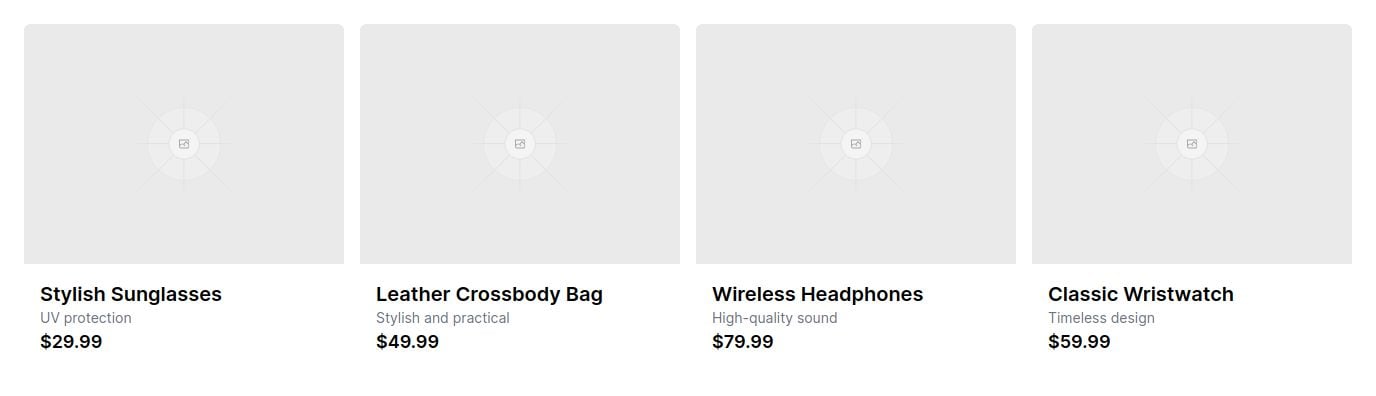 Stylish Sunglasses
UV protection
$29.99
Leather Crossbody Bag
Stylish and practical
$49.99
Wireless Headphones
High-quality sound
$79.99
Classic Wristwatch
Timeless design
$59.99